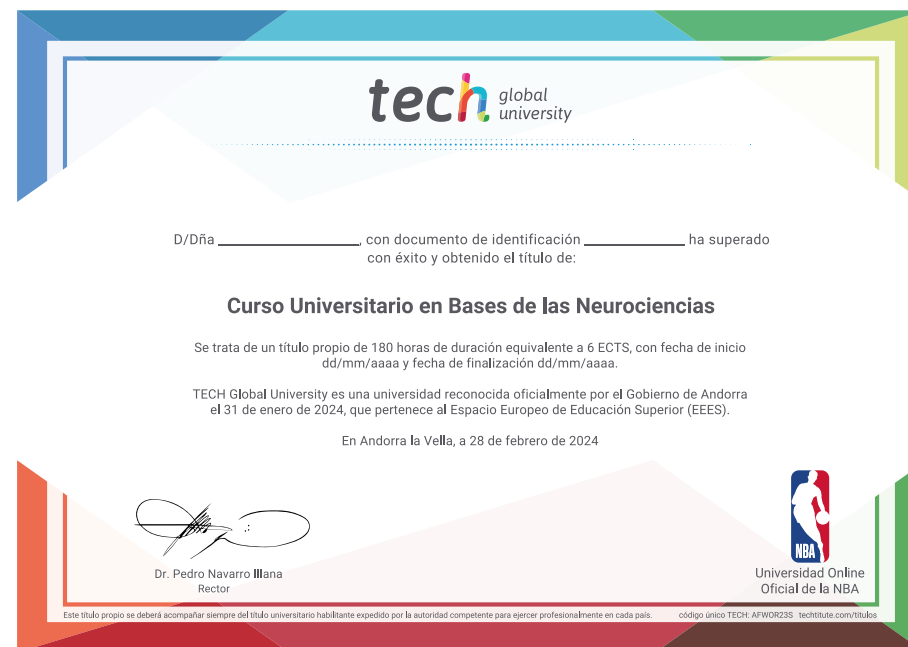 tech global university
D/Dña ________________, con documento de identificación ____________ ha superado
con éxito y obtenido el título de:
Curso Universitario en Bases de las Neurociencias
Se trata de un título propio de 180 horas de duración equivalente a 6 ECTS, con fecha de inicio
dd/mm/aaaa y fecha de finalización dd/mm/aaaa.
TECH Global University es una universidad reconocida oficialmente por el Gobierno de Andorra
el 31 de enero de 2024, que pertenece al Espacio Europeo de Educación Superior (EEES).
En Andorra la Vella, a 28 de febrero de 2024
NBA
Dr. Pedro Navarro Illana
Rector
Universidad Online
Oficial de la NBA
Este título propio se deberá acompañar siempre del título universitario habilitante expedido por la autoridad competente para ejercer profesionalmente en cada país.
código único TECH: AFWOR23S techtitute.com/titulos